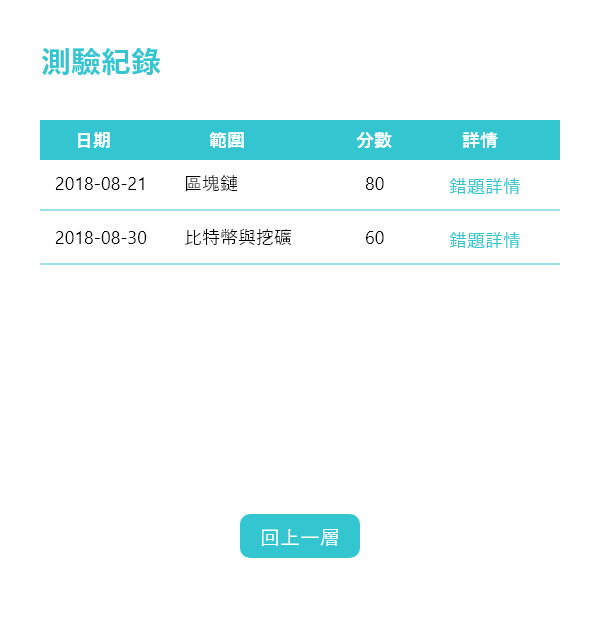 測驗紀錄
日期 範圍 分數 詳情
2018-08-21 區塊鏈 80 錯題詳情
2018-08-30 比特幣與挖礦 60 錯題詳情
回上一層